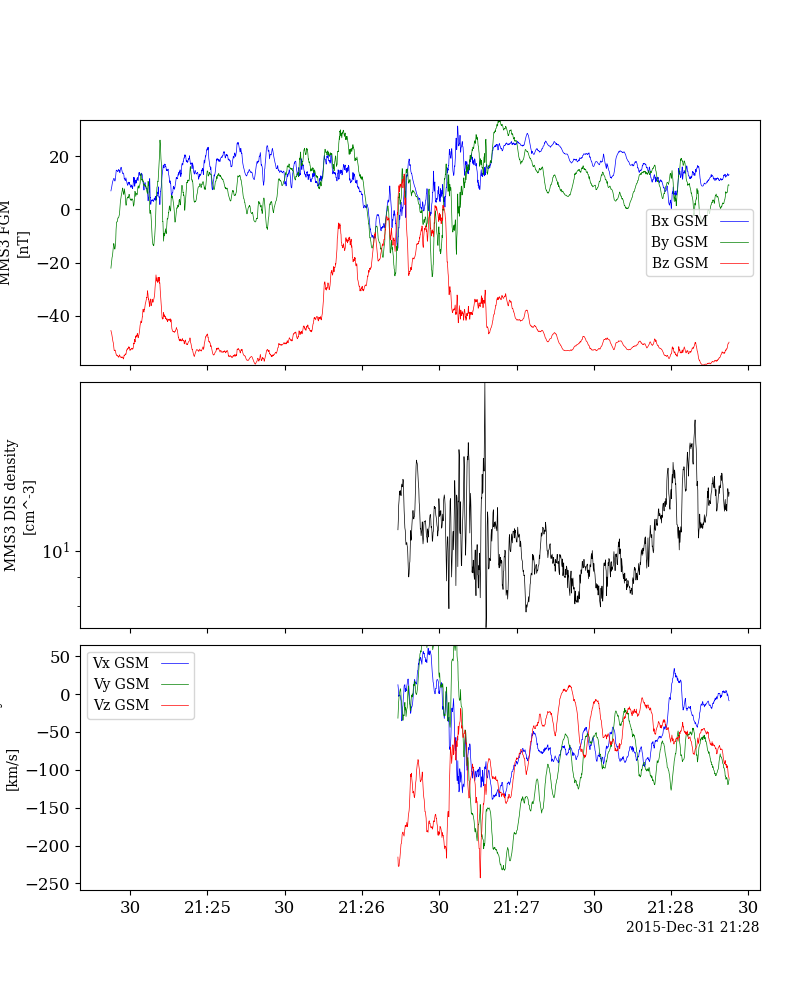 MMS3 FGM
[nT]
20
0
−20
−40
Bx GSM
By GSM
Bz GSM
MMS3 DIS density
[cm^-3]
10^1
Vx GSM
Vy GSM
Vz GSM
[km/s]
50
0
−50
−100
−150
−200
−250
30 21:25 30 21:26 30 21:27 30 21:28 30
2015-Dec-31 21:28